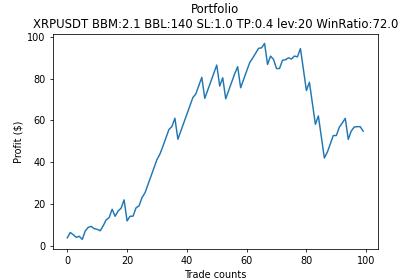 Portfolio
XRPUSDT BBM:2.1 BBL:140 SL:1.0 TP:0.4 lev:20 WinRatio:72.0
100
80
60
40
20
0
Profit ($)
0 20 40 60 80 100
Trade counts